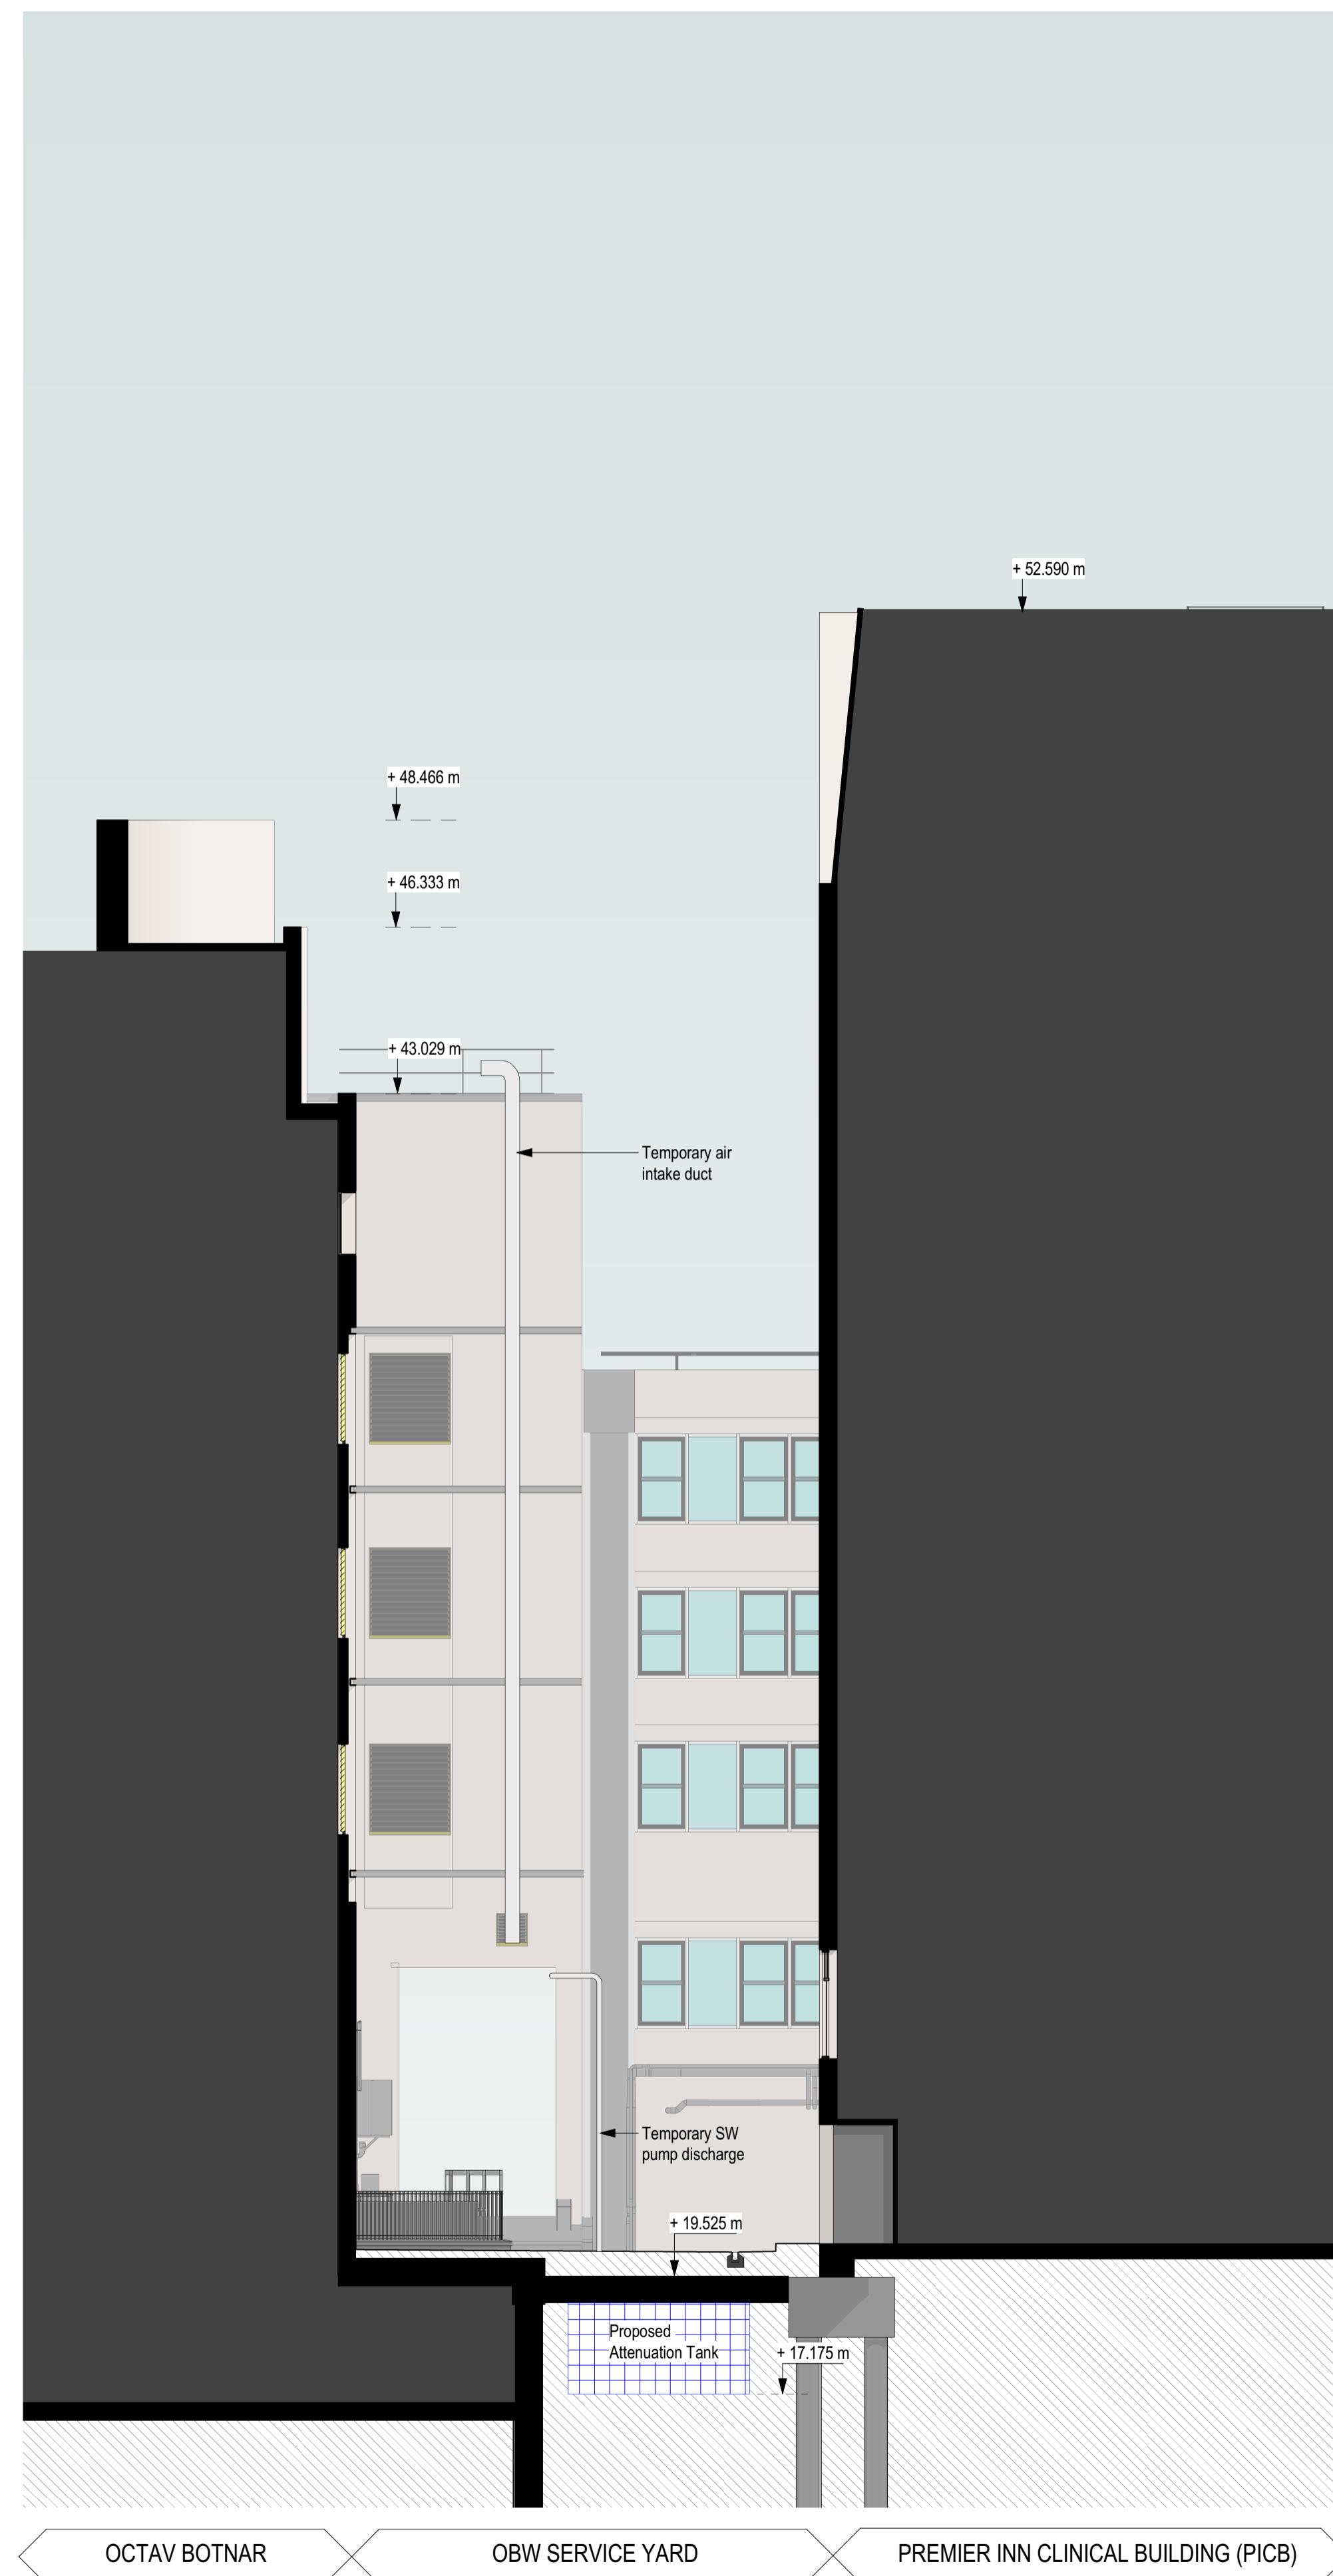 + 52.590 m
+ 48.466 m
+ 46.333 m
+ 43.029 m
Temporary air
intake duct
Temporary SW
pump discharge
+ 19.525 m
Proposed
Attenuation Tank
+ 17.175 m
OCTAV BOTNAR
OBW SERVICE YARD
PREMIER INN CLINICAL BUILDING (PICB)